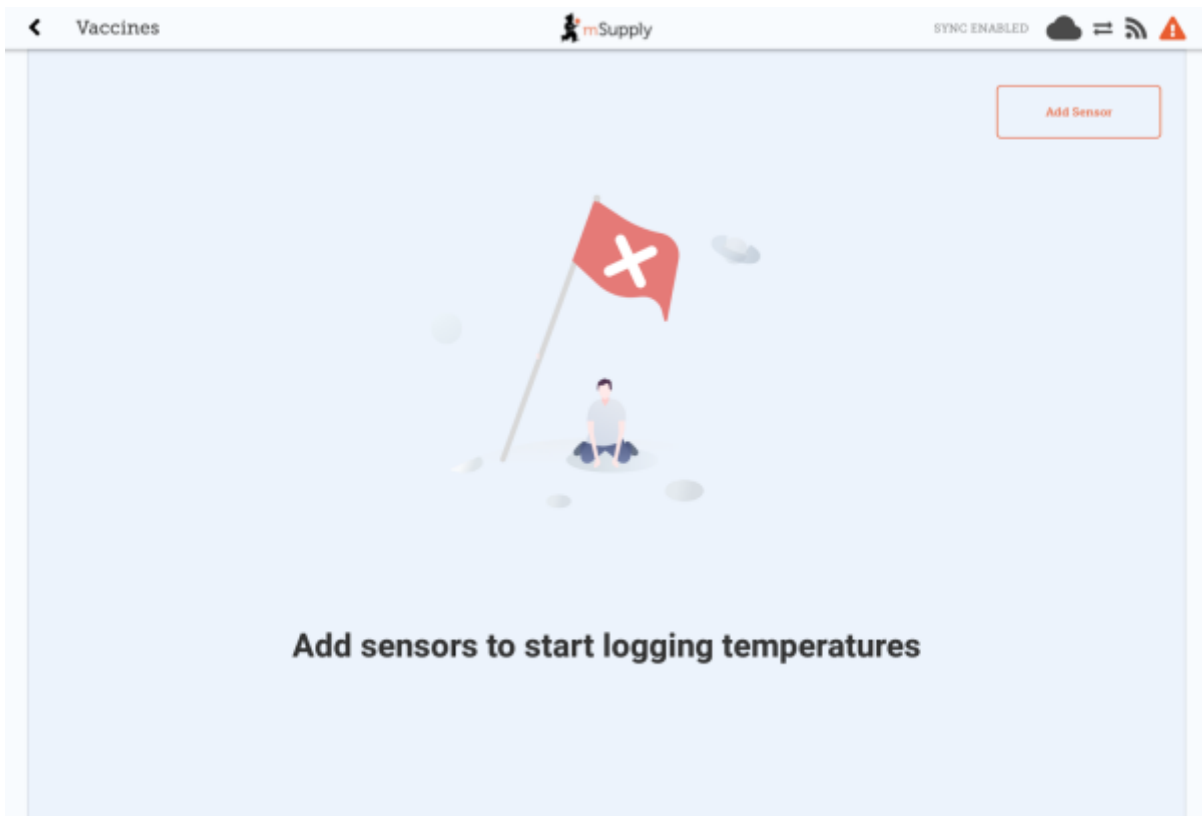 Vaccines
mSupply
SYNC ENABLED
Add Sensor
Add sensors to start logging temperatures